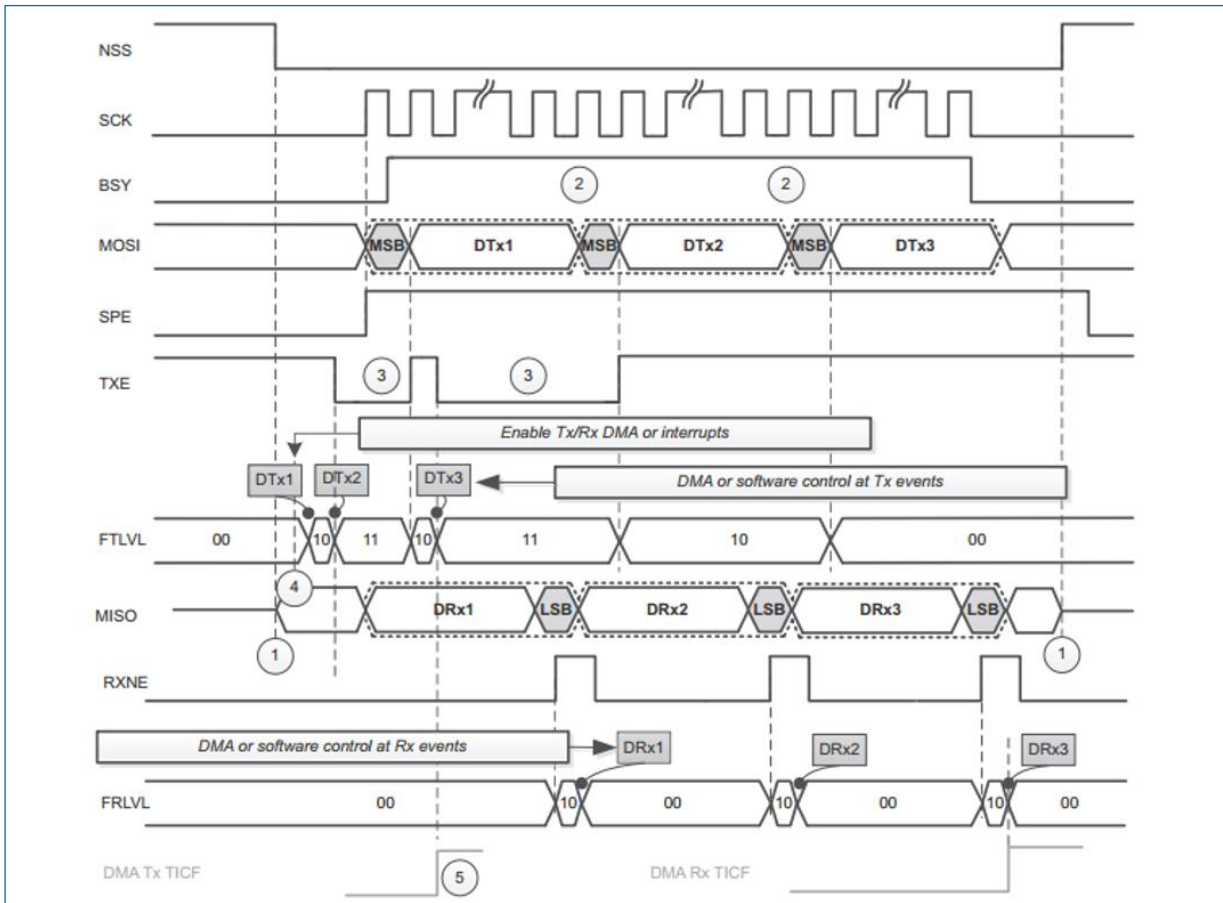 NSS
SCK
BSY
2 2
MOSI MSB DTx1 MSB DTx2 MSB DTx3
SPE
TXE
3 3
Enable Tx/Rx DMA or interrupts
DTx1 DTx2 DTx3 DMA or software control at Tx events
FTLVL 00 10 11 10 11 10 00
4
MISO DRx1 LSB DRx2 LSB DRx3 LSB
1 1
RXNE
DMA or software control at Rx events DRx1 DRx2 DRx3
FRLVL 00 10 00 10 00 10 00
DMA Tx TICF 5 DMA Rx TICF